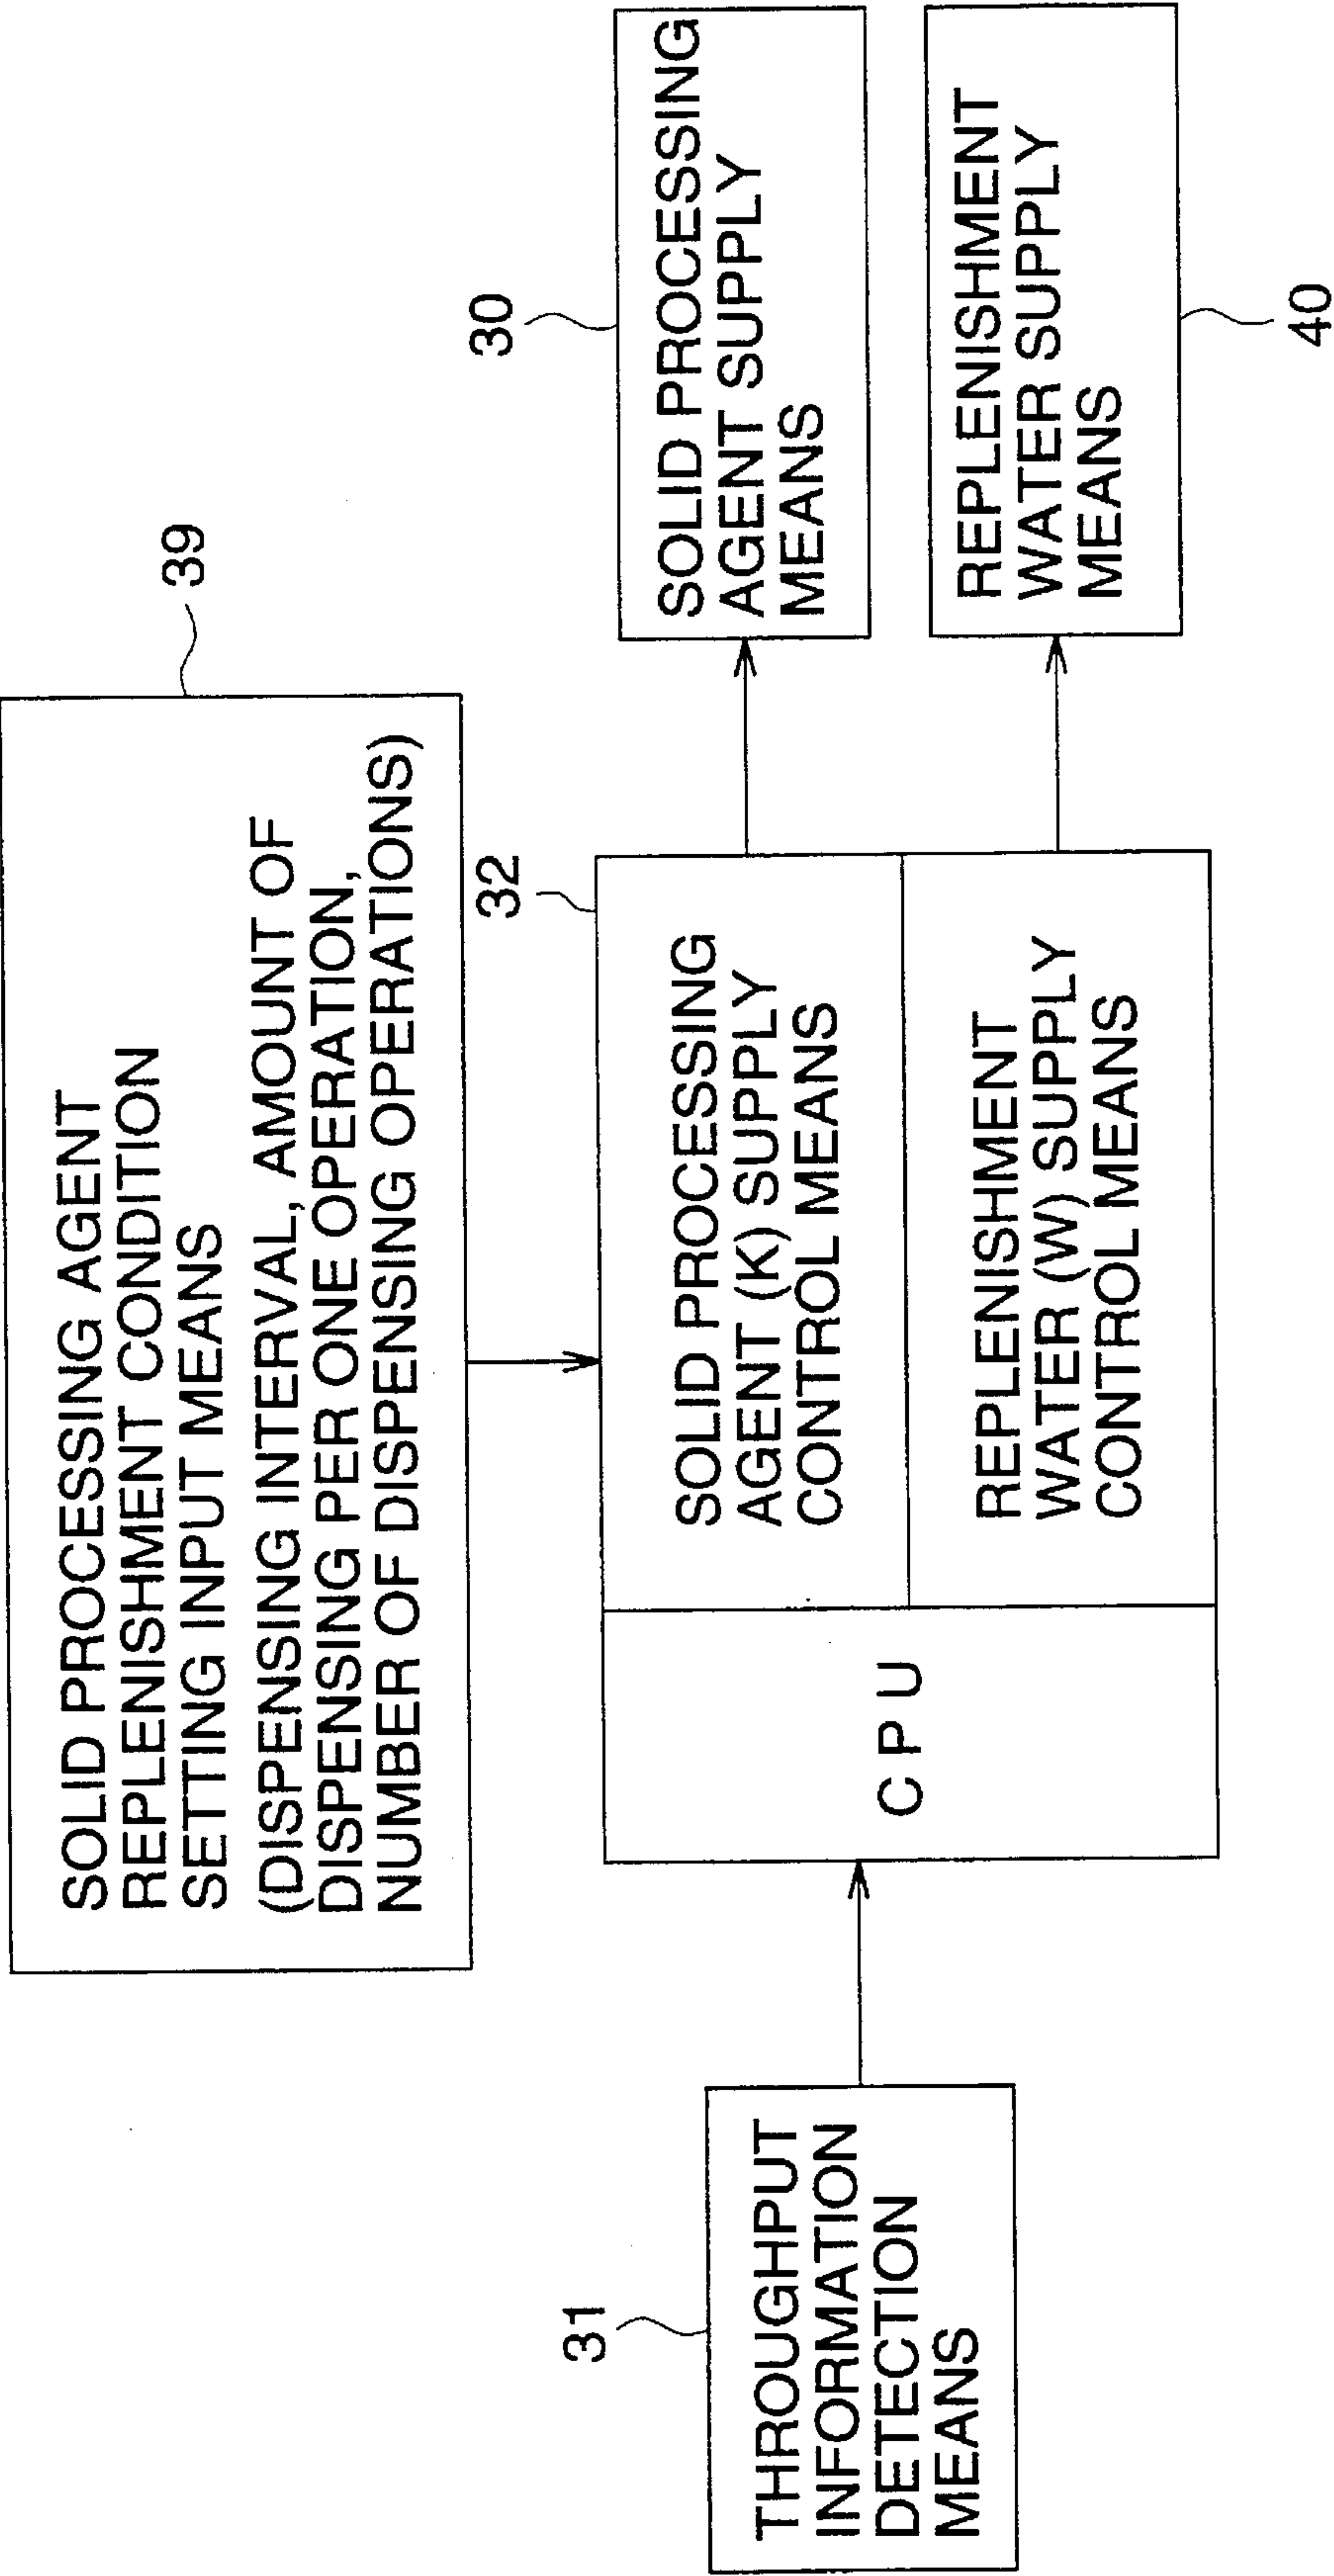 39
SOLID PROCESSING AGENT
REPLENISHMENT CONDITION
SETTING INPUT MEANS
(DISPENSING INTERVAL, AMOUNT OF
DISPENSING PER ONE OPERATION,
NUMBER OF DISPENSING OPERATIONS)
31
THROUGHPUT
INFORMATION
DETECTION
MEANS
32
C P U
SOLID PROCESSING
AGENT (K) SUPPLY
CONTROL MEANS
REPLENISHMENT
WATER (W) SUPPLY
CONTROL MEANS
30
SOLID PROCESSING
AGENT SUPPLY
MEANS
REPLENISHMENT
WATER SUPPLY
MEANS
40